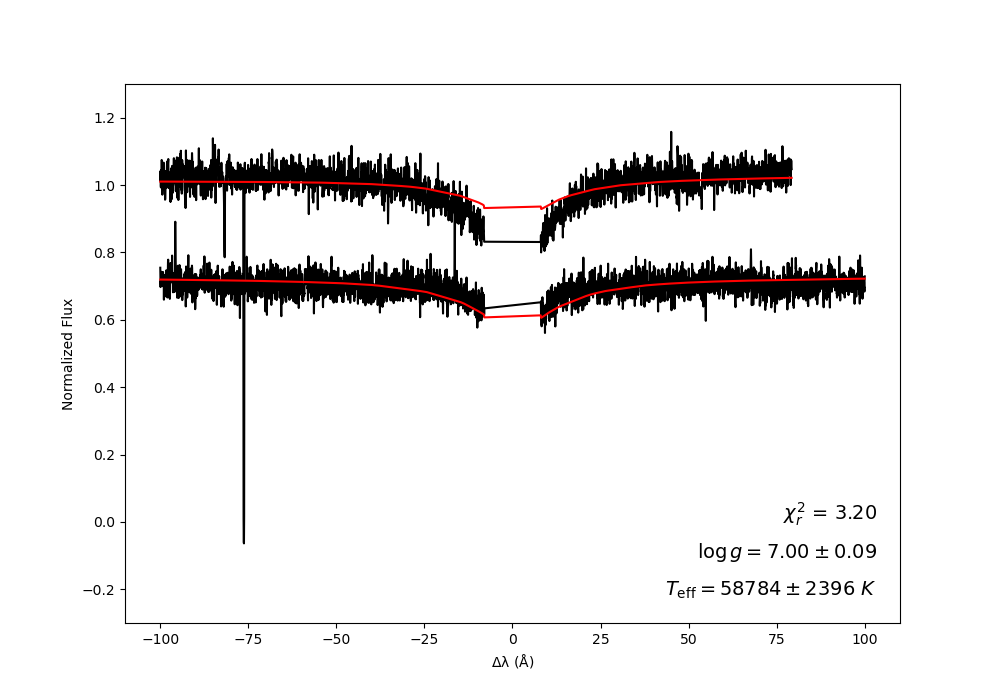 1.2
1.0
0.8
0.6
0.4
0.2
0.0
−0.2
Normalized Flux
χ²ᵣ = 3.20
log g = 7.00 ± 0.09
T_eff = 58784 ± 2396 K
−100 −75 −50 −25 0 25 50 75 100
Δλ (Å)